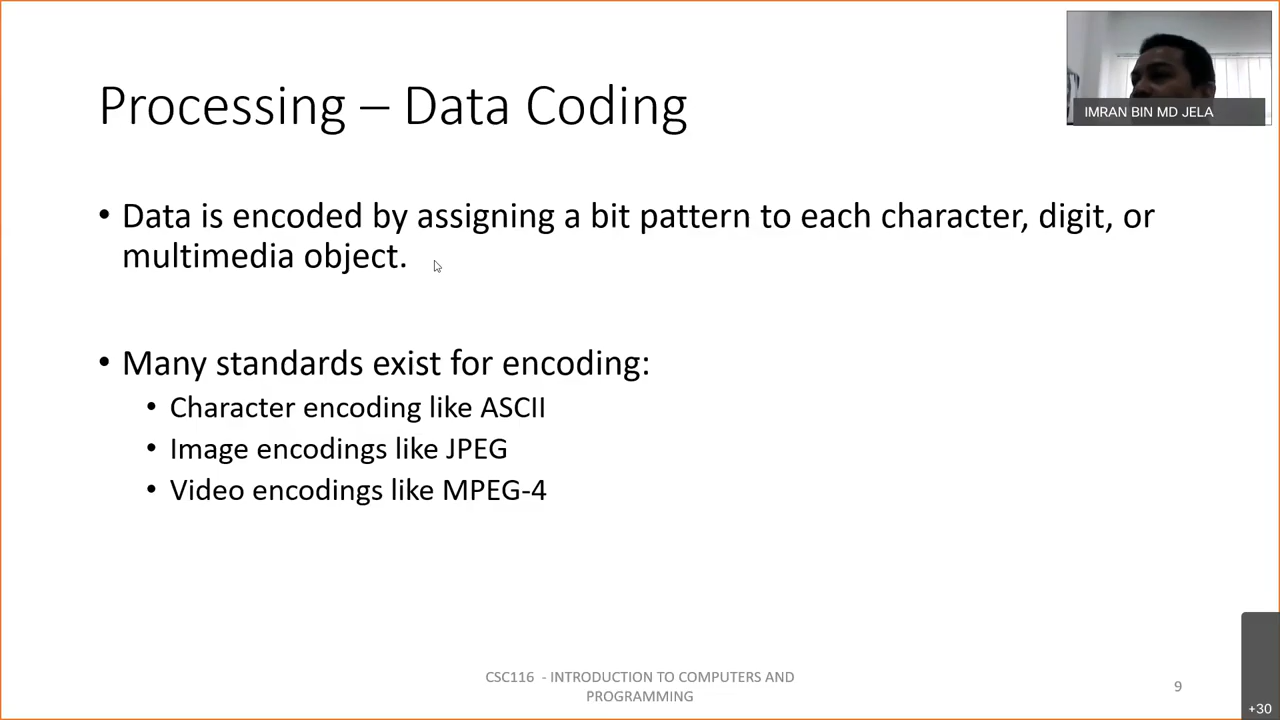 IMRAN BIN MD JELA
Processing – Data Coding
• Data is encoded by assigning a bit pattern to each character, digit, or
multimedia object.
• Many standards exist for encoding:
• Character encoding like ASCII
• Image encodings like JPEG
• Video encodings like MPEG-4
CSC116 - INTRODUCTION TO COMPUTERS AND
PROGRAMMING
9
+30